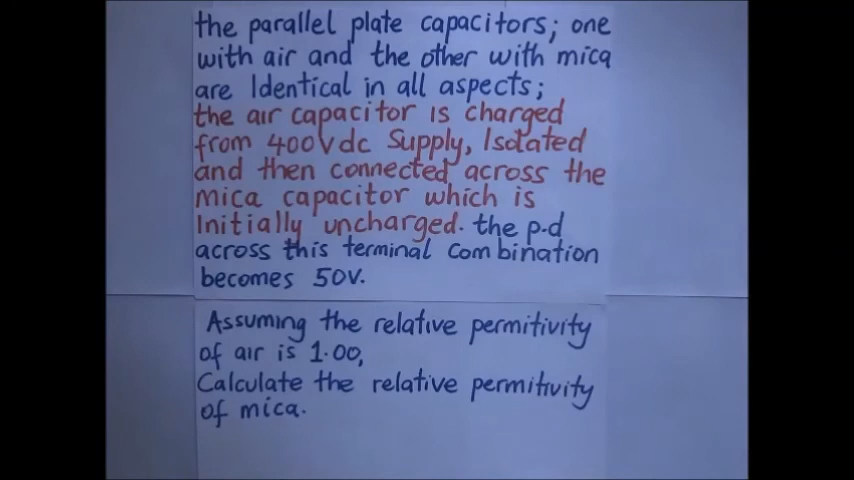 the parallel plate capacitors; one
with air and the other with mica
are Identical in all aspects;
the air capacitor is charged
from 400V dc Supply, Isolated
and then connected across the
mica capacitor which is
Initially uncharged. the p.d
across this terminal combination
becomes 50V.
Assuming the relative permitivity
of air is 1.00,
Calculate the relative permitivity
of mica.